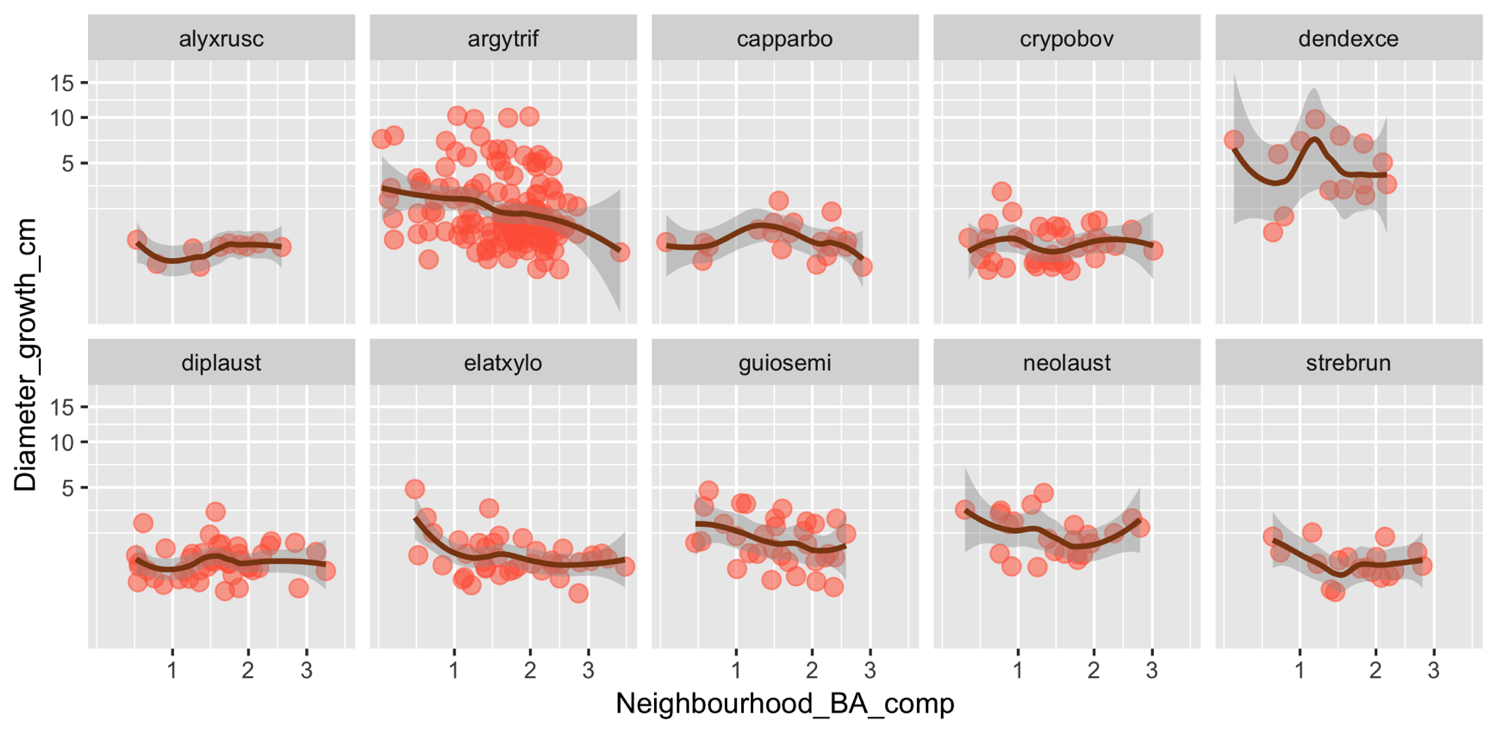 alyxrusc argytrif capparbo crypobov dendexce
15
10
5
diplaust elatxylo guiosemi neolaust strebrun
15
10
5
Diameter_growth_cm
1 2 3 1 2 3 1 2 3 1 2 3 1 2 3
Neighbourhood_BA_comp